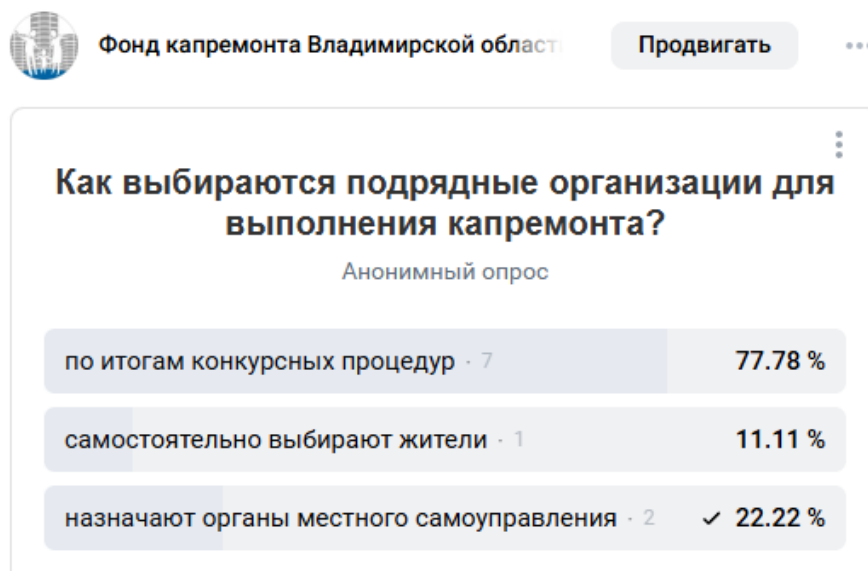 Фонд капремонта Владимирской област
Продвигать
Как выбираются подрядные организации для
выполнения капремонта?
Анонимный опрос
по итогам конкурсных процедур · 7 77.78 %
самостоятельно выбирают жители · 1 11.11 %
назначают органы местного самоуправления · 2 ✓ 22.22 %